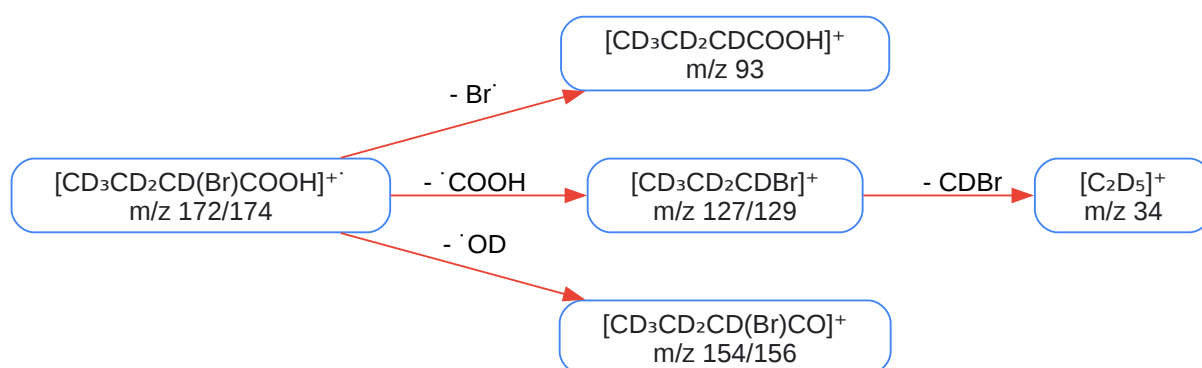 [CD₃CD₂CDCOOH]⁺
m/z 93
- Br˙
[CD₃CD₂CD(Br)COOH]⁺˙
m/z 172/174
- ˙COOH
[CD₃CD₂CDBr]⁺
m/z 127/129
- CDBr
[C₂D₅]⁺
m/z 34
- ˙OD
[CD₃CD₂CD(Br)CO]⁺
m/z 154/156